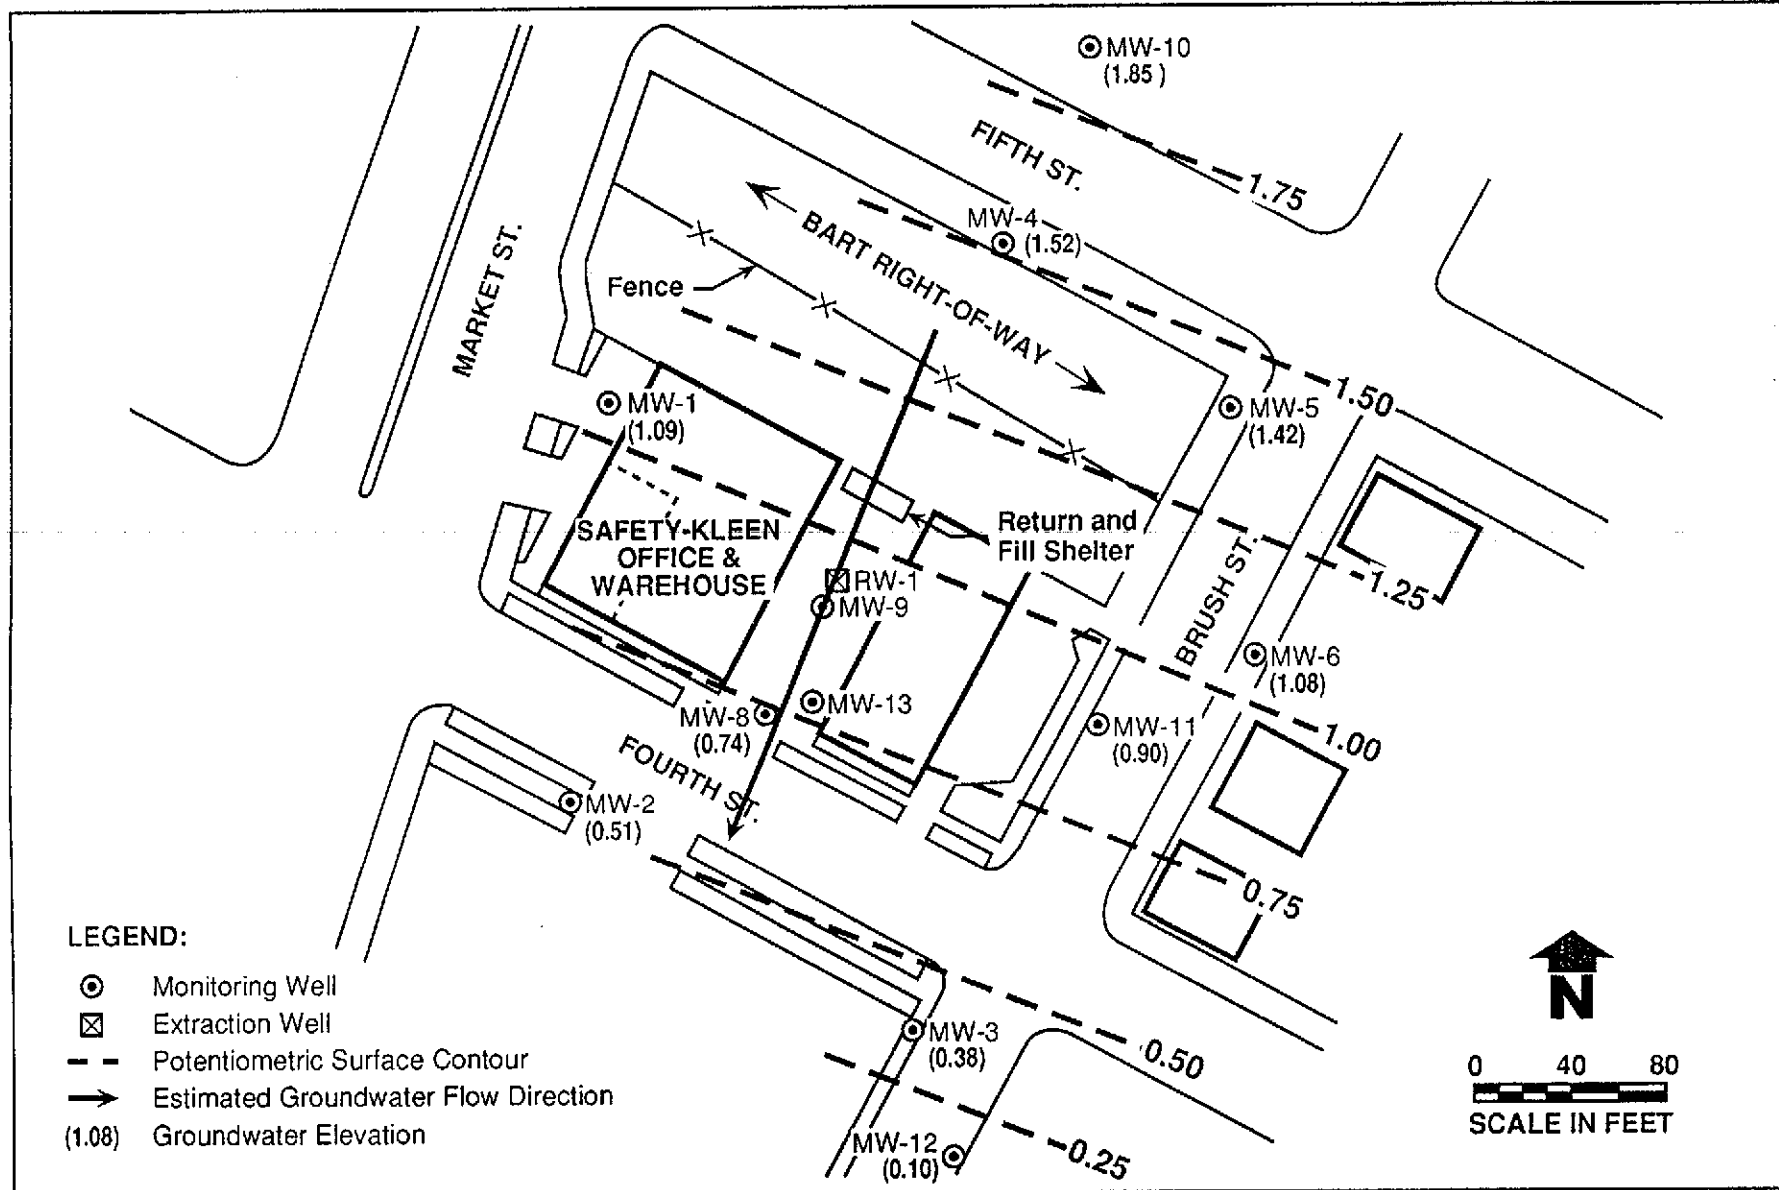 MW-10
(1.85 )
FIFTH ST.
1.75
MW-4
(1.52)
BART RIGHT-OF-WAY
MARKET ST.
Fence
1.50
MW-1
(1.09)
MW-5
(1.42)
SAFETY-KLEEN
OFFICE &
WAREHOUSE
Return and
Fill Shelter
1.25
RW-1
MW-9
BRUSH ST.
MW-6
(1.08)
MW-13
MW-8
(0.74)
MW-11
(0.90)
1.00
FOURTH ST.
MW-2
(0.51)
0.75
MW-3
(0.38)
0.50
MW-12
(0.10)
0.25
LEGEND:
Monitoring Well
Extraction Well
Potentiometric Surface Contour
Estimated Groundwater Flow Direction
(1.08) Groundwater Elevation
N
0 40 80
SCALE IN FEET